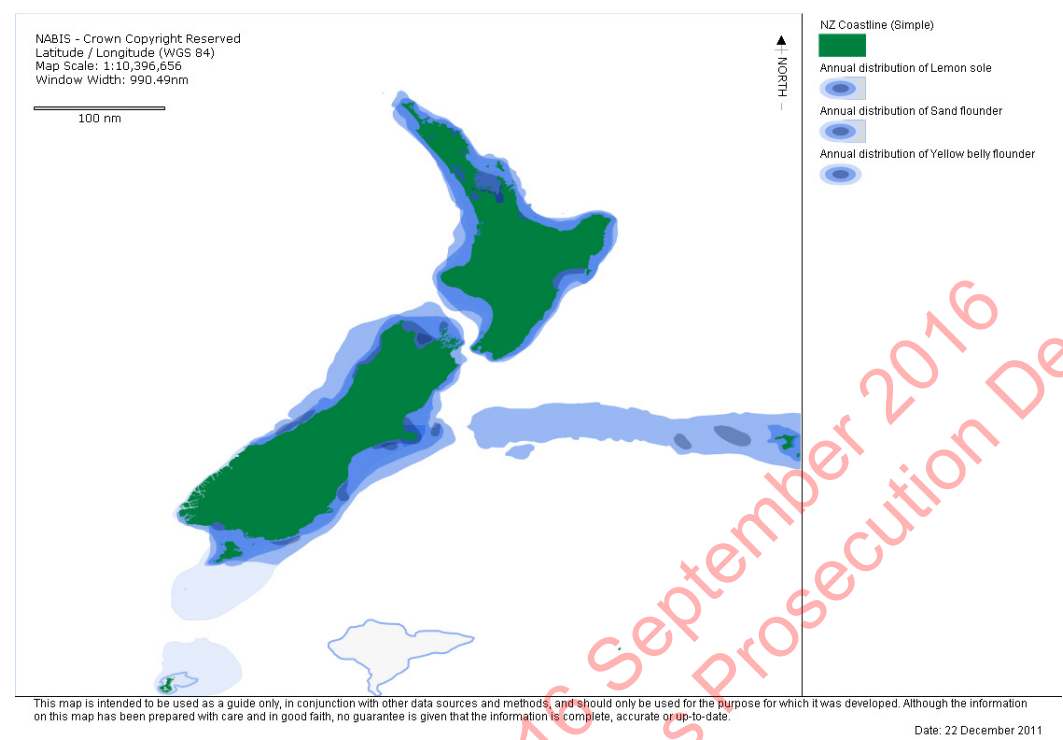 NABIS - Crown Copyright Reserved
Latitude / Longitude (WGS 84)
Map Scale: 1:10,396,656
Window Width: 990.49nm
100 nm
NORTH
NZ Coastline (Simple)
Annual distribution of Lemon sole
Annual distribution of Sand flounder
Annual distribution of Yellow belly flounder
16 September 2016
s Prosecution De
This map is intended to be used as a guide only, in conjunction with other data sources and methods, and should only be used for the purpose for which it was developed. Although the information
on this map has been prepared with care and in good faith, no guarantee is given that the information is complete, accurate or up-to-date.
Date: 22 December 2011